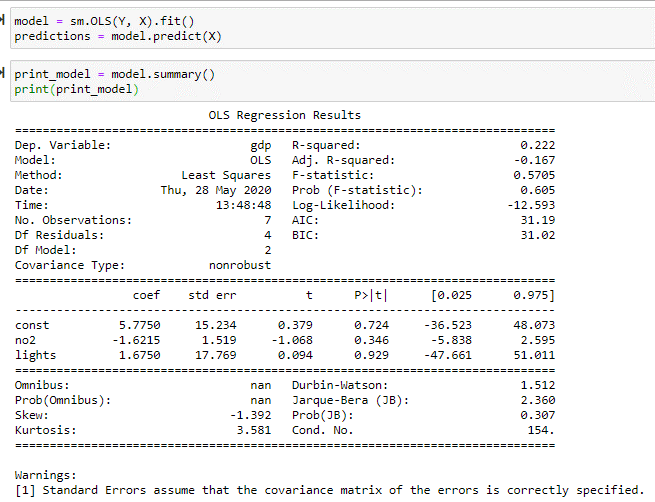 model = sm.OLS(Y, X).fit()
predictions = model.predict(X)
print_model = model.summary()
print(print_model)
OLS Regression Results
==============================================================================
Dep. Variable: gdp R-squared: 0.222
Model: OLS Adj. R-squared: -0.167
Method: Least Squares F-statistic: 0.5705
Date: Thu, 28 May 2020 Prob (F-statistic): 0.605
Time: 13:48:48 Log-Likelihood: -12.593
No. Observations: 7 AIC: 31.19
Df Residuals: 4 BIC: 31.02
Df Model: 2
Covariance Type: nonrobust
==============================================================================
coef std err t P>|t| [0.025 0.975]
------------------------------------------------------------------------------
const 5.7750 15.234 0.379 0.724 -36.523 48.073
no2 -1.6215 1.519 -1.068 0.346 -5.838 2.595
lights 1.6750 17.769 0.094 0.929 -47.661 51.011
==============================================================================
Omnibus: nan Durbin-Watson: 1.512
Prob(Omnibus): nan Jarque-Bera (JB): 2.360
Skew: -1.392 Prob(JB): 0.307
Kurtosis: 3.581 Cond. No. 154.
==============================================================================
Warnings:
[1] Standard Errors assume that the covariance matrix of the errors is correctly specified.